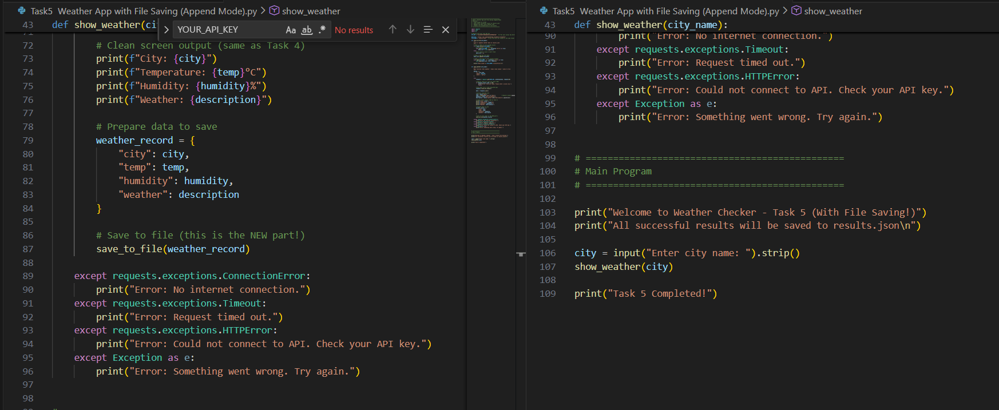 Task5 Weather App with File Saving (Append Mode).py > show_weather
43 def show_weather(ci
YOUR_API_KEY Aa ab .* No results
71
72 # Clean screen output (same as Task 4)
73 print(f"City: {city}")
74 print(f"Temperature: {temp}°C")
75 print(f"Humidity: {humidity}%")
76 print(f"Weather: {description}")
77
78 # Prepare data to save
79 weather_record = {
80 "city": city,
81 "temp": temp,
82 "humidity": humidity,
83 "weather": description
84 }
85
86 # Save to file (this is the NEW part!)
87 save_to_file(weather_record)
88
89 except requests.exceptions.ConnectionError:
90 print("Error: No internet connection.")
91 except requests.exceptions.Timeout:
92 print("Error: Request timed out.")
93 except requests.exceptions.HTTPError:
94 print("Error: Could not connect to API. Check your API key.")
95 except Exception as e:
96 print("Error: Something went wrong. Try again.")
97
98
Task5 Weather App with File Saving (Append Mode).py > show_weather
43 def show_weather(city_name):
90 print("Error: No internet connection.")
91 except requests.exceptions.Timeout:
92 print("Error: Request timed out.")
93 except requests.exceptions.HTTPError:
94 print("Error: Could not connect to API. Check your API key.")
95 except Exception as e:
96 print("Error: Something went wrong. Try again.")
97
98
99 # ===============================================
100 # Main Program
101 # ===============================================
102
103 print("Welcome to Weather Checker - Task 5 (With File Saving!)")
104 print("All successful results will be saved to results.json\n")
105
106 city = input("Enter city name: ").strip()
107 show_weather(city)
108
109 print("Task 5 Completed!")